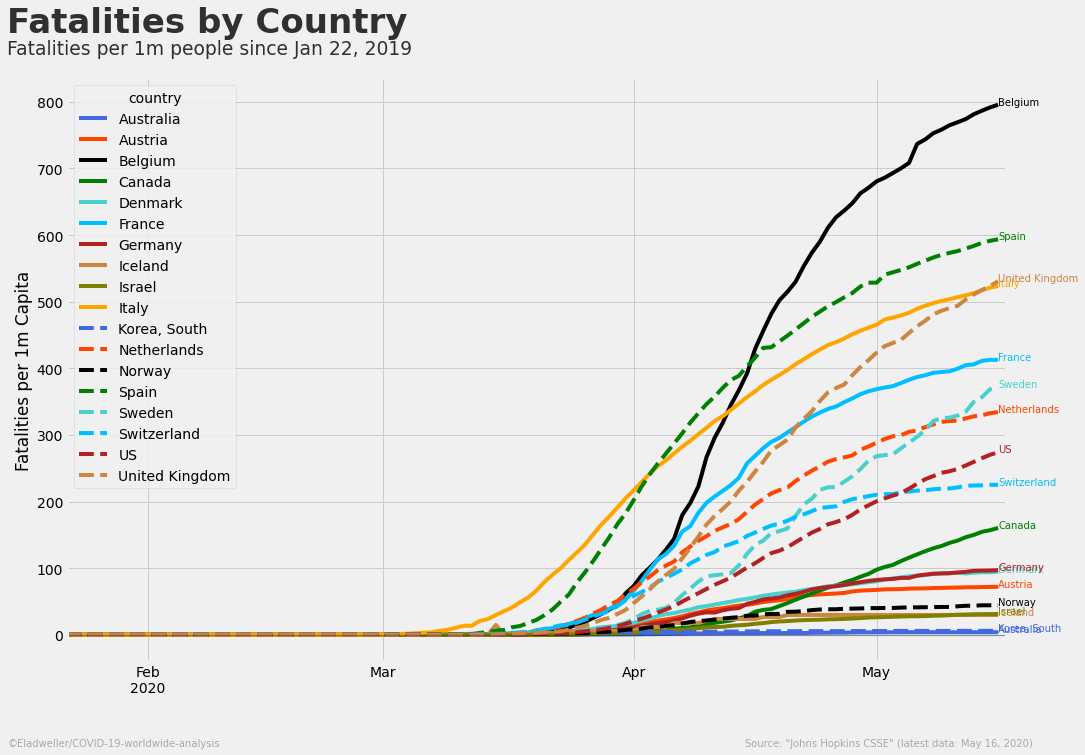 Fatalities by Country
Fatalities per 1m people since Jan 22, 2019
Fatalities per 1m Capita
800
700
600
500
400
300
200
100
0
country
Australia
Austria
Belgium
Canada
Denmark
France
Germany
Iceland
Israel
Italy
Korea, South
Netherlands
Norway
Spain
Sweden
Switzerland
US
United Kingdom
Belgium
Spain
United Kingdom
Italy
France
Sweden
Netherlands
US
Switzerland
Canada
Germany
Denmark
Austria
Norway
Israel
Iceland
Korea, South
Australia
Feb Mar Apr May
2020
©Eladweller/COVID-19-worldwide-analysis
Source: "Johns Hopkins CSSE" (latest data: May 16, 2020)